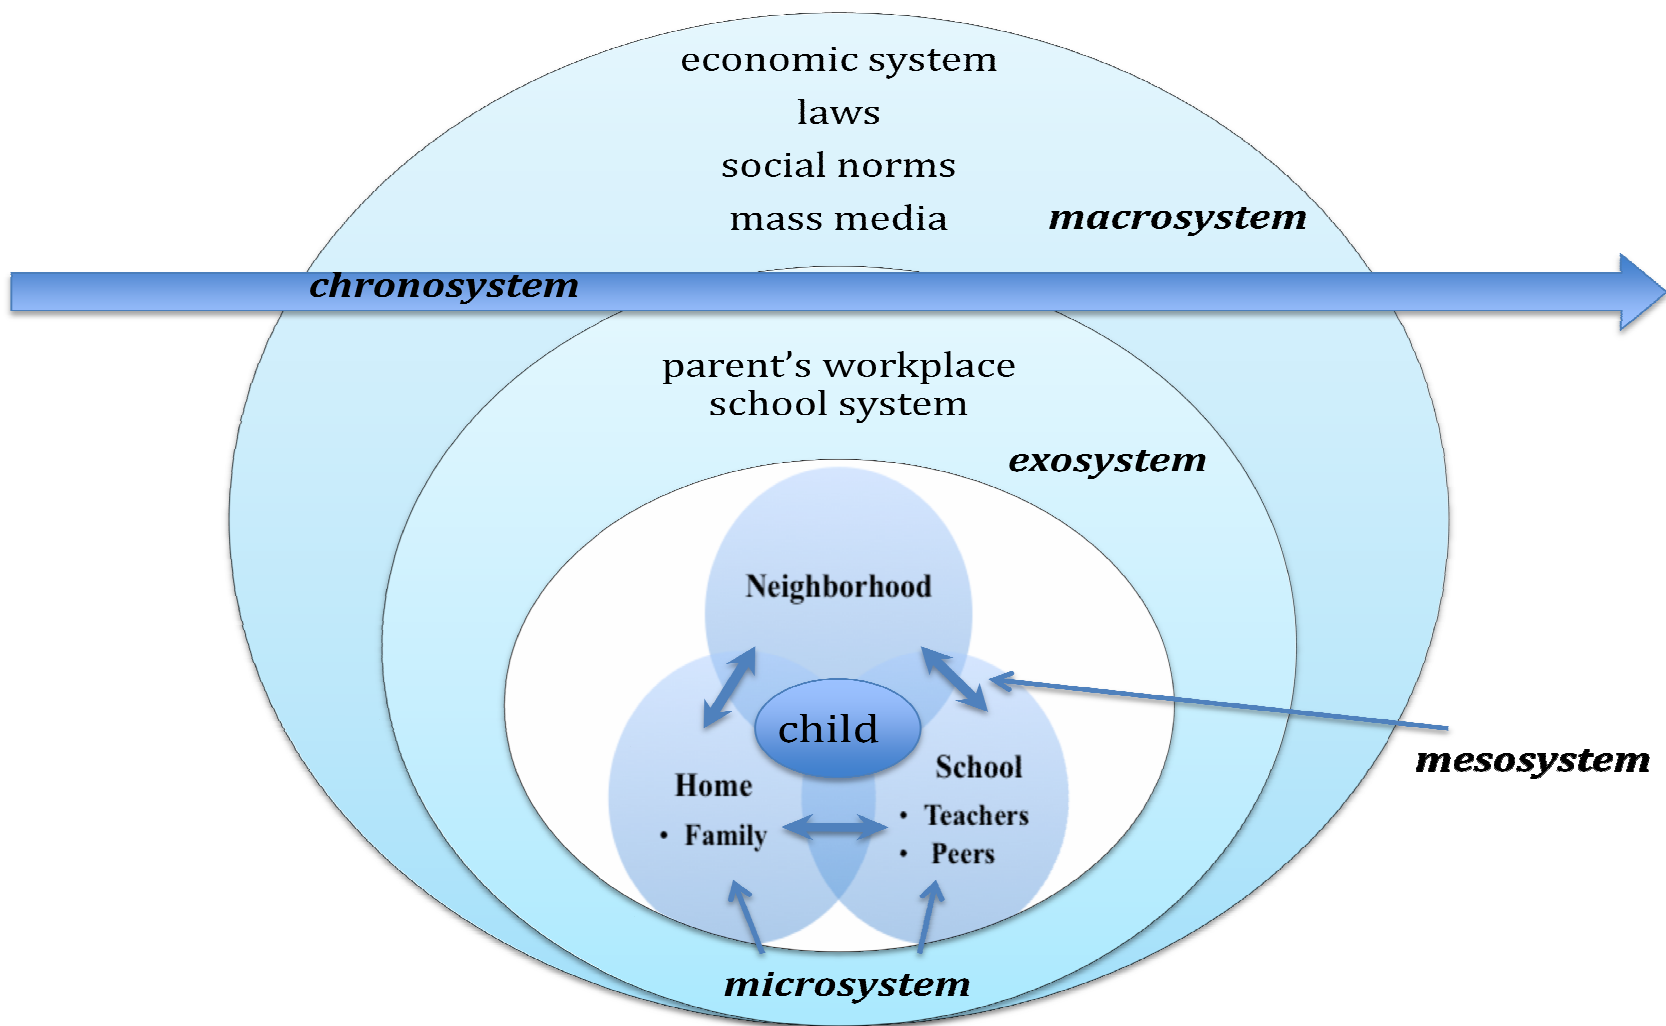 economic system
laws
social norms
mass media
macrosystem
chronosystem
parent’s workplace
school system
exosystem
Neighborhood
child
Home
• Family
School
• Teachers
• Peers
mesosystem
microsystem